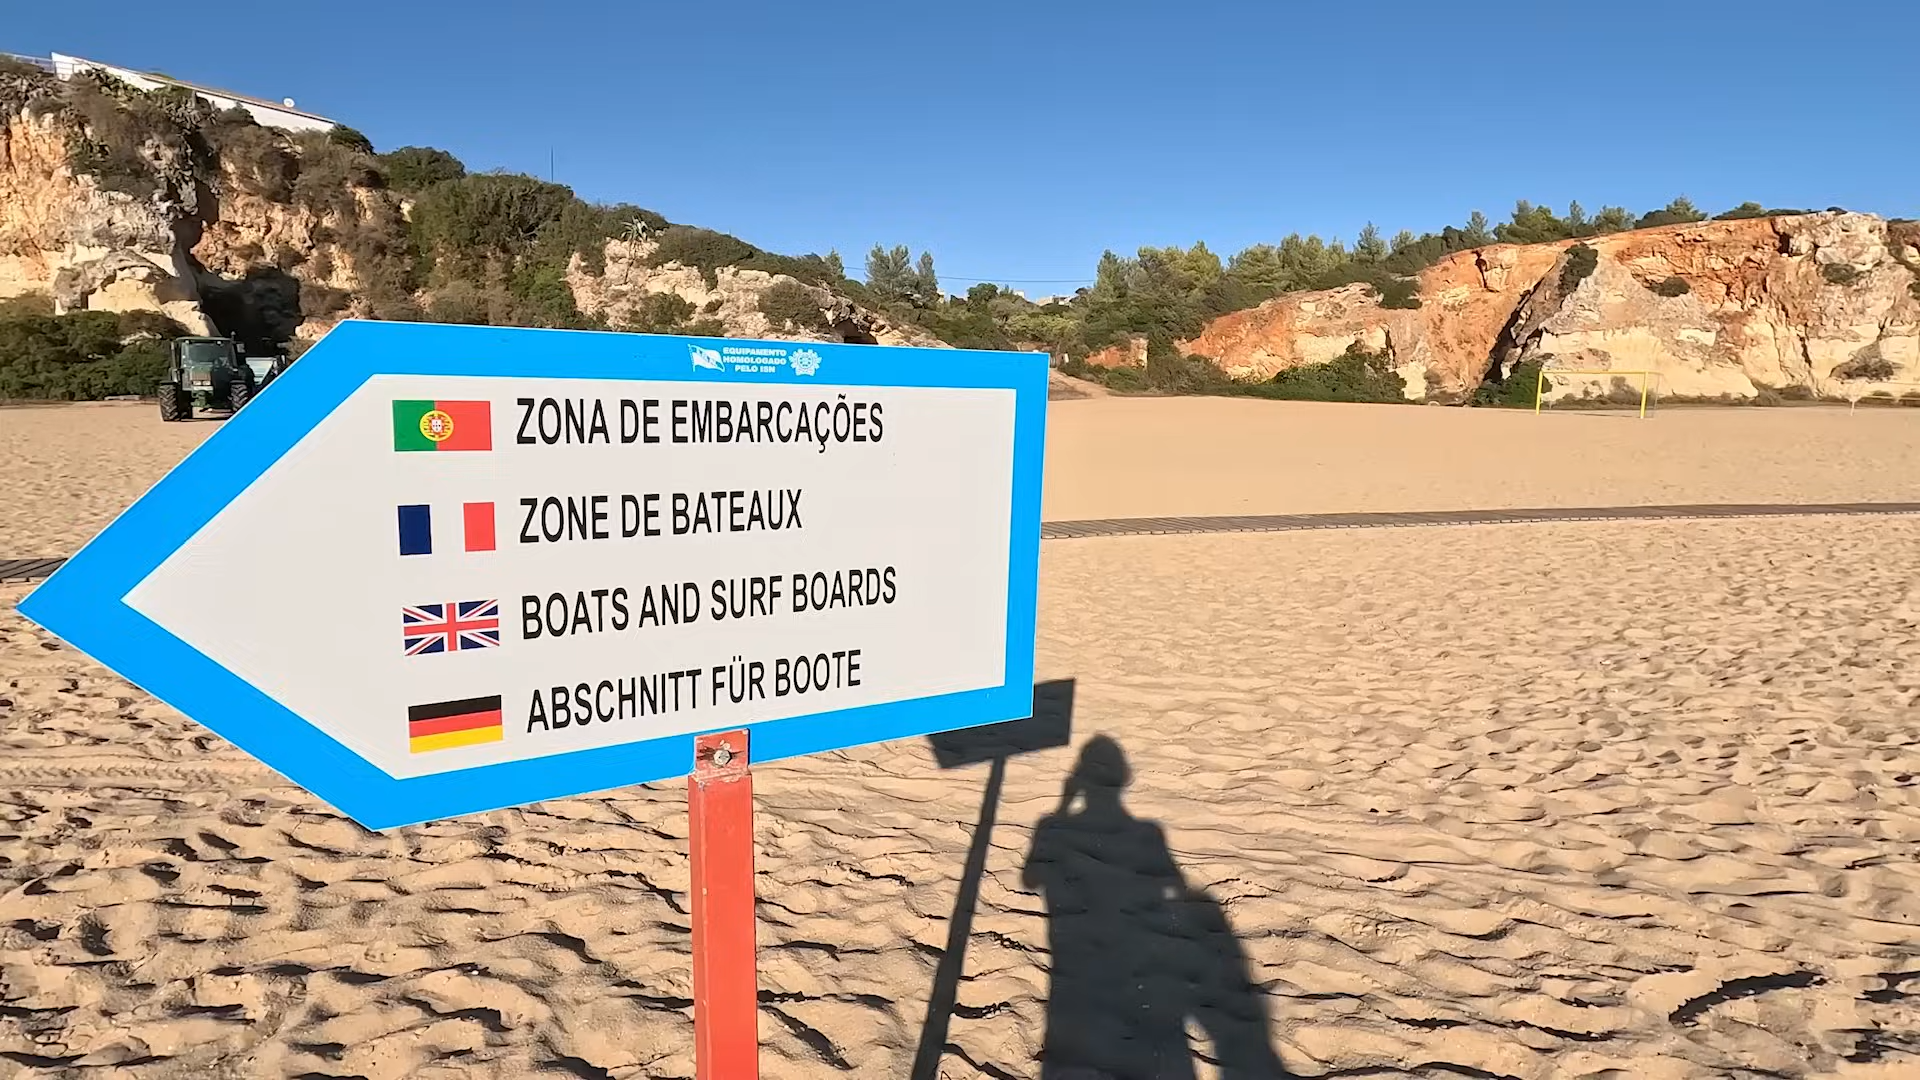 EQUIPAMENTO
HOMOLOGADO
PELO ISN
ZONA DE EMBARCAÇÕES
ZONE DE BATEAUX
BOATS AND SURF BOARDS
ABSCHNITT FÜR BOOTE